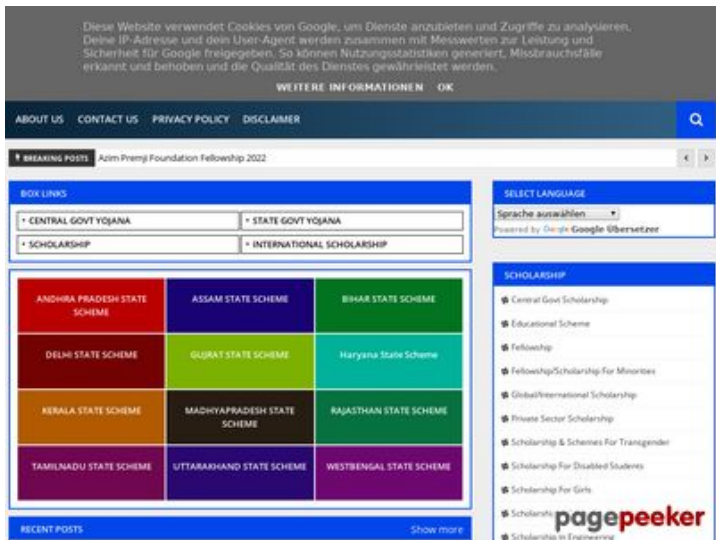 Diese Website verwendet Cookies von Google, um Dienste anzubieten und Zugriffe zu analysieren.
Deine IP-Adresse und dein User-Agent werden zusammen mit Messwerten zur Leistung und
Sicherheit für Google freigegeben. So können Nutzungsstatistiken generiert, Missbrauchsfälle
erkannt und behoben und die Qualität des Dienstes gewährleistet werden.
WEITERE INFORMATIONEN OK
ABOUT US CONTACT US PRIVACY POLICY DISCLAIMER
BREAKING POSTS Azim Premji Foundation Fellowship 2022
BOX LINKS
CENTRAL GOVT YOJANA
STATE GOVT YOJANA
SCHOLARSHIP
INTERNATIONAL SCHOLARSHIP
ANDHRA PRADESH STATE
SCHEME
ASSAM STATE SCHEME
BIHAR STATE SCHEME
DELHI STATE SCHEME
GUJRAT STATE SCHEME
Haryana State Scheme
KERALA STATE SCHEME
MADHYAPRADESH STATE
SCHEME
RAJASTHAN STATE SCHEME
TAMILNADU STATE SCHEME
UTTARAKHAND STATE SCHEME
WESTBENGAL STATE SCHEME
RECENT POSTS Show more
SELECT LANGUAGE
Sprache auswählen
Powered by Google Google Übersetzer
SCHOLARSHIP
Central Govt Scholarship
Educational Scheme
Fellowship
Fellowship/Scholarship For Minorities
Global/International Scholarship
Private Sector Scholarship
Scholarship & Schemes For Transgender
Scholarship For Disabled Students
Scholarship For Girls
Scholarship in Engineering
pagepeeker